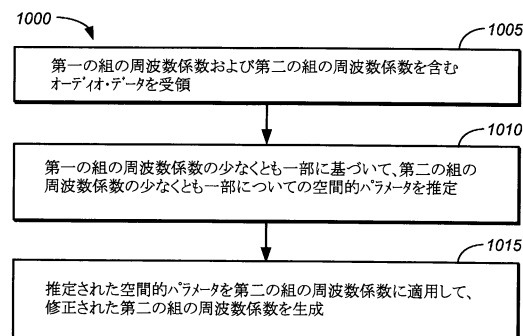 1000
1005
第一の組の周波数係数および第二の組の周波数係数を含む
オーディオ・データを受領
1010
第一の組の周波数係数の少なくとも一部に基づいて、第二の組の
周波数係数の少なくとも一部についての空間的パラメータを推定
1015
推定された空間的パラメータを第二の組の周波数係数に適用して、
修正された第二の組の周波数係数を生成